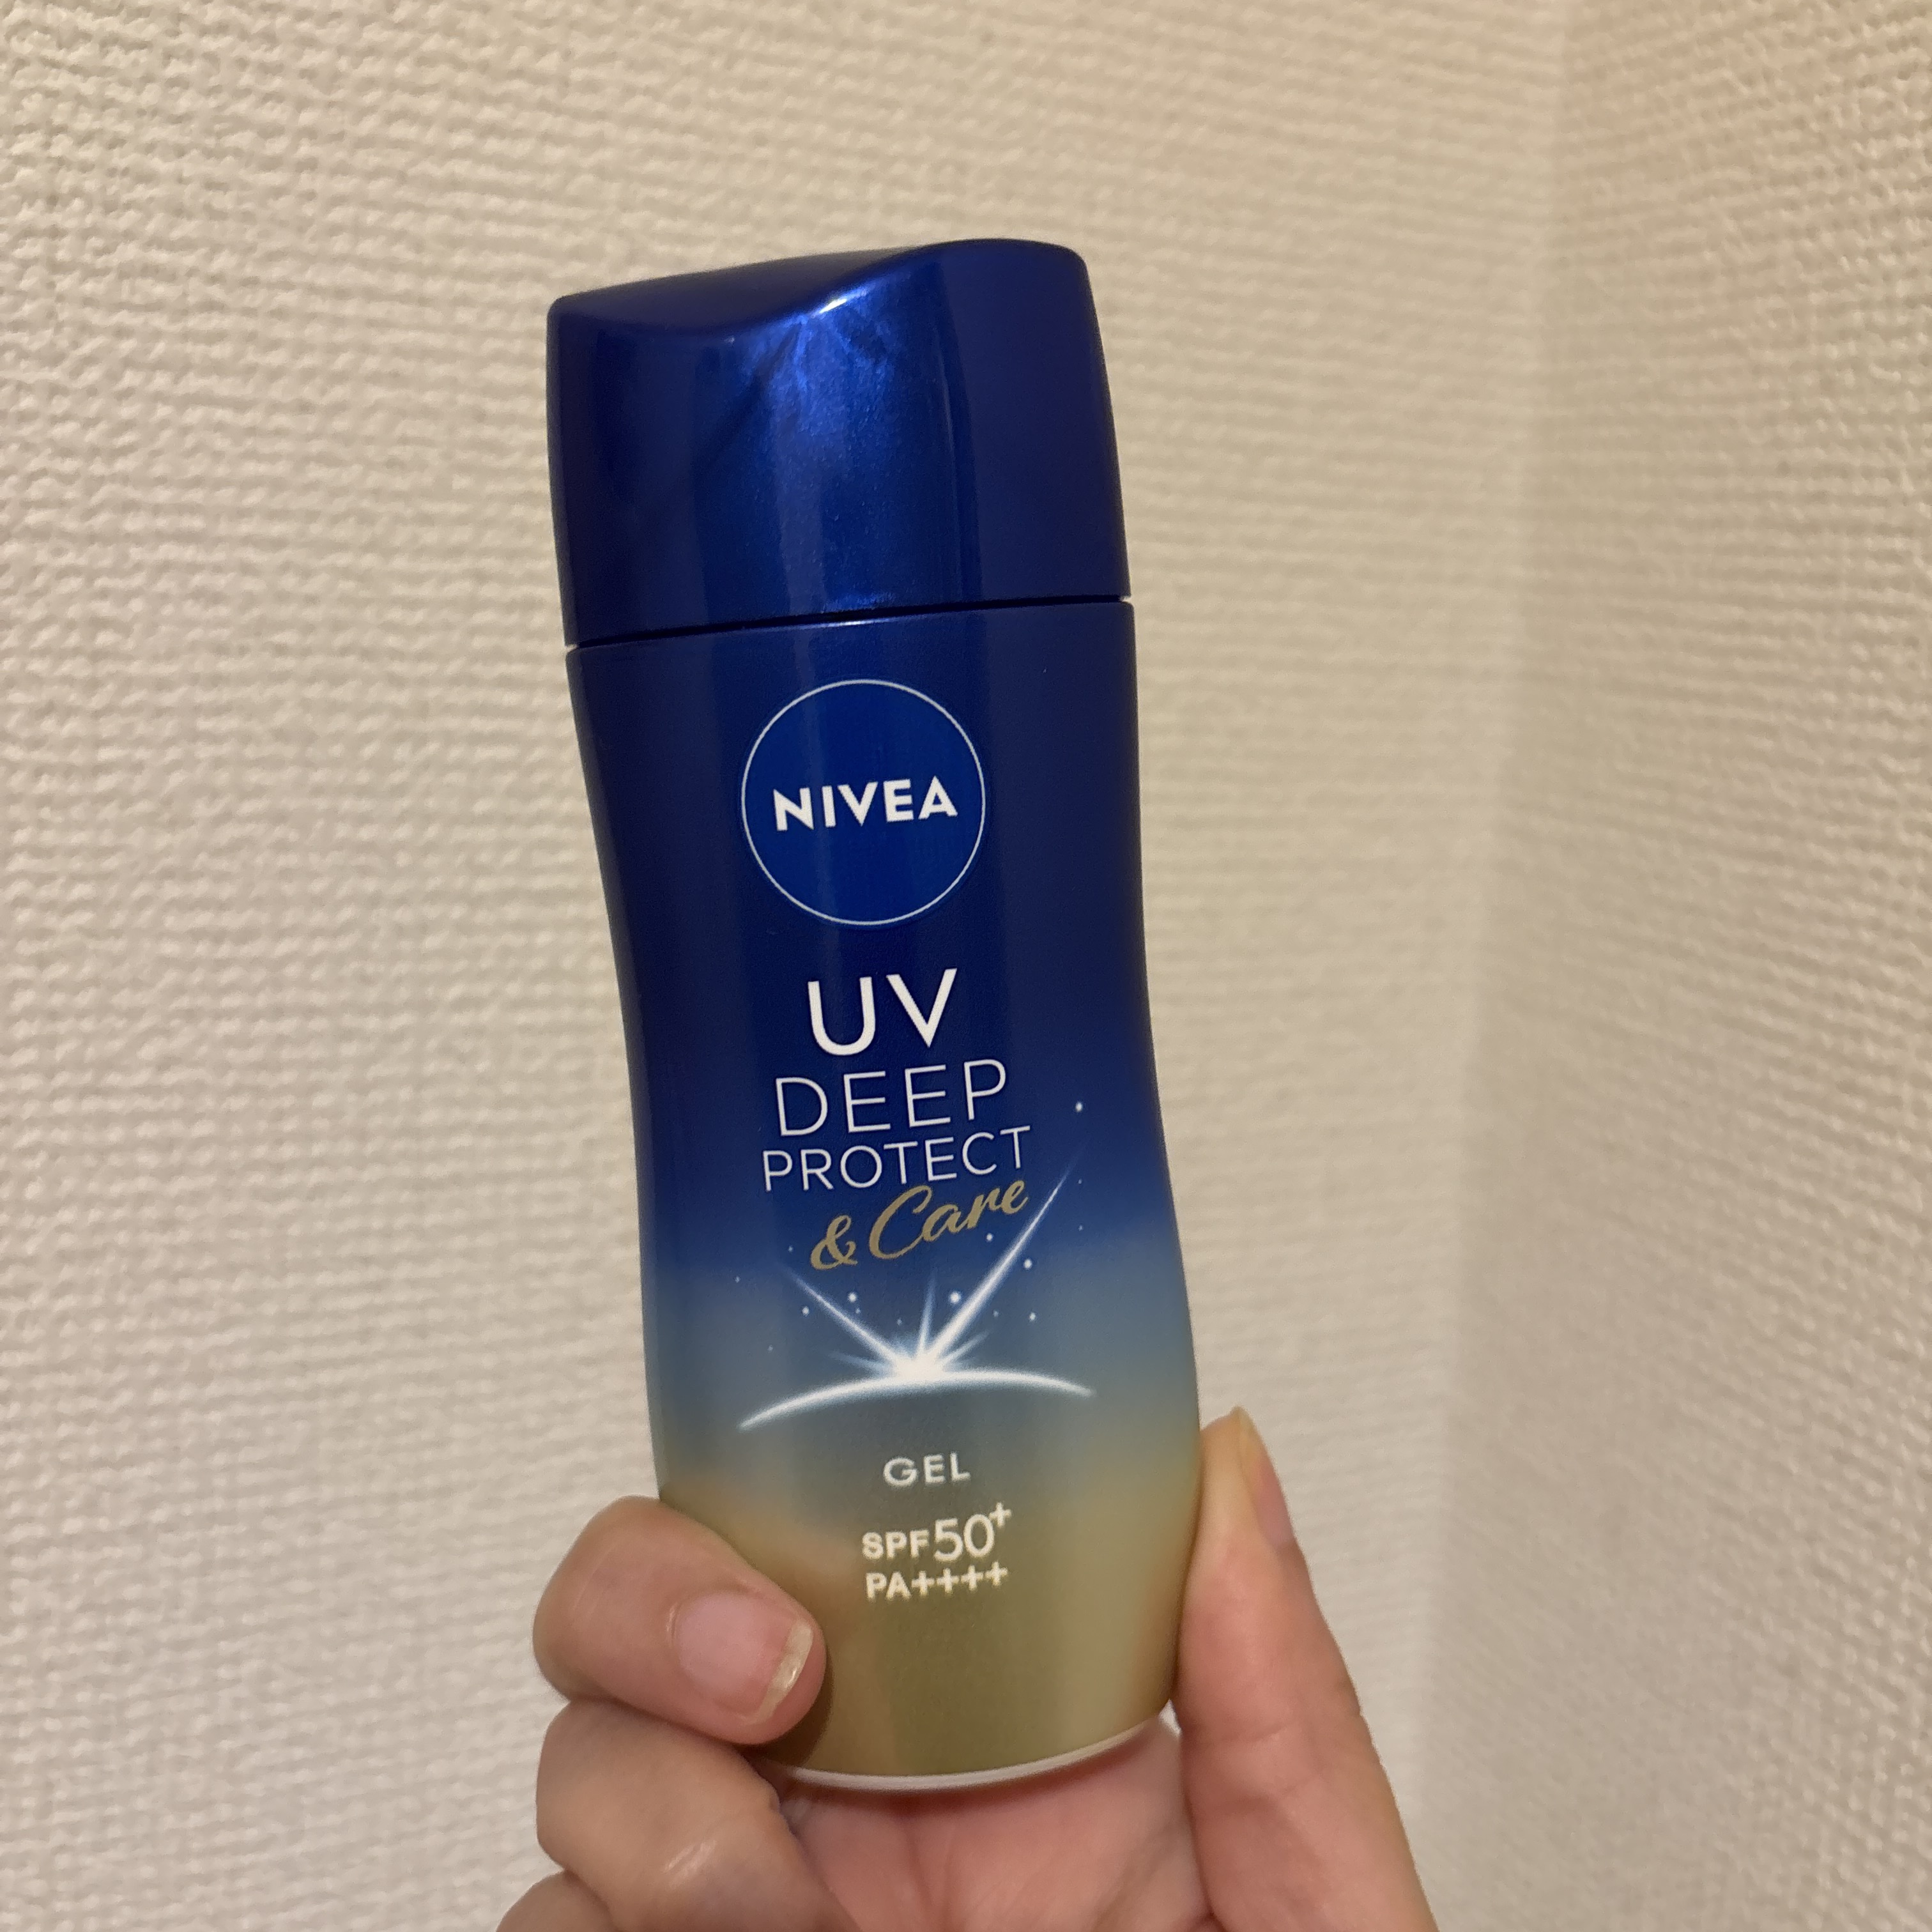 NIVEA
UV
DEEP
PROTECT
& Care
GEL
SPF50+
PA++++